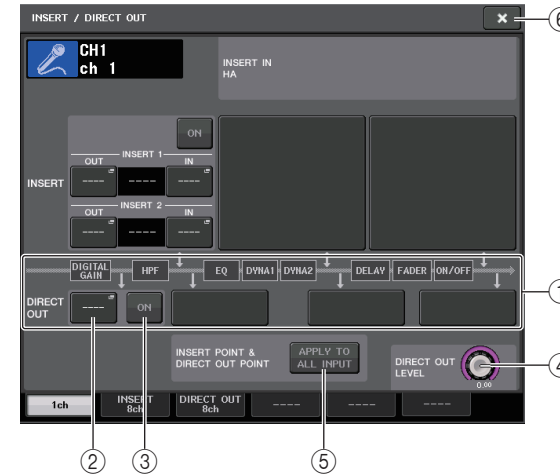 INSERT / DIRECT OUT
×
⑥
CH1
ch 1
INSERT IN
HA
ON
INSERT 1
OUT
IN
----
----
----
INSERT
INSERT 2
OUT
IN
----
----
----
DIGITAL GAIN
HPF
EQ
DYNA1
DYNA2
DELAY
FADER
ON/OFF
①
DIRECT OUT
----
ON
INSERT POINT &
DIRECT OUT POINT
APPLY TO
ALL INPUT
DIRECT OUT
LEVEL
0.00
④
1ch
INSERT
8ch
DIRECT OUT
8ch
----
----
----
②
③
⑤